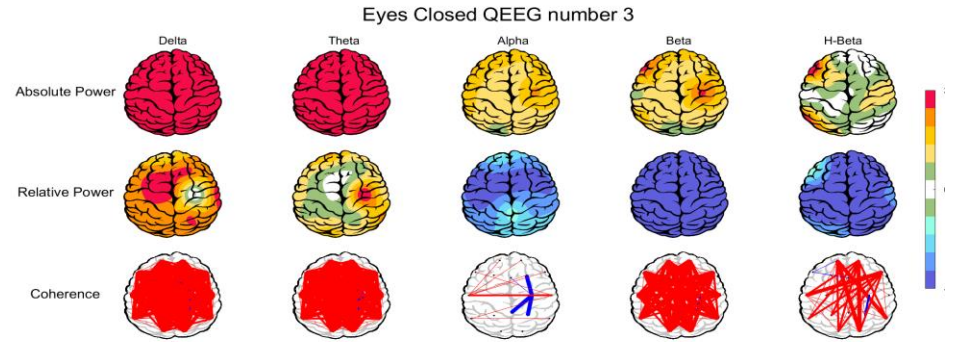 Eyes Closed QEEG number 3
Delta Theta Alpha Beta H-Beta
Absolute Power
Relative Power
Coherence